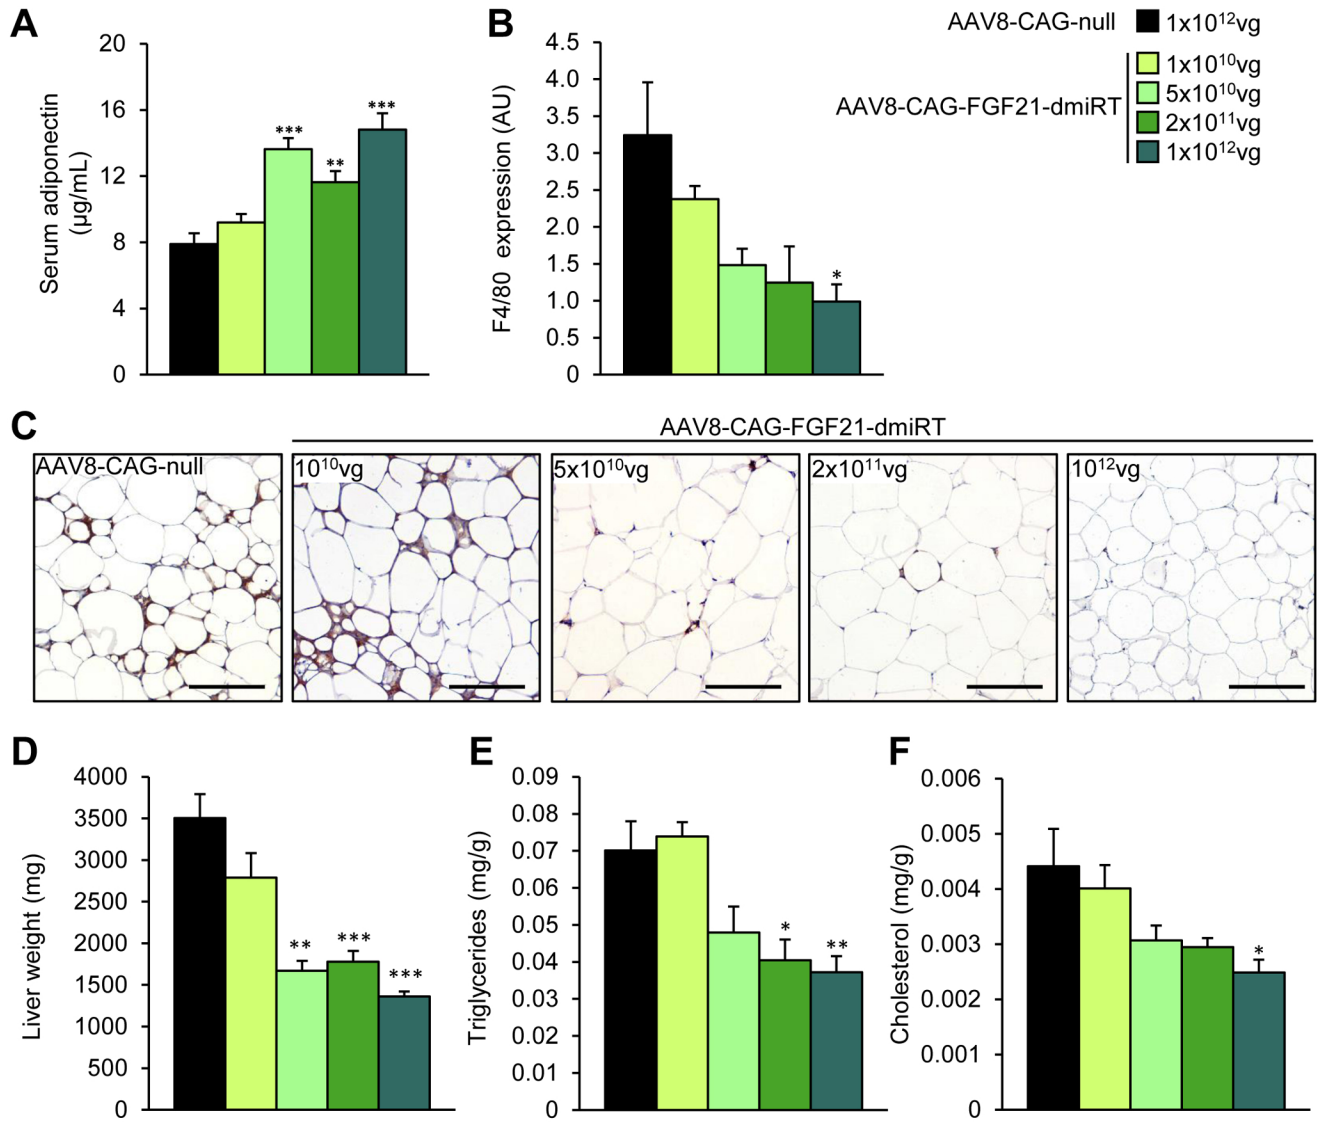 A
Serum adiponectin
(µg/mL)
20
16
12
8
4
0
***
**
***
B
F4/80 expression (AU)
4.5
4.0
3.5
3.0
2.5
2.0
1.5
1.0
0.5
0
*
AAV8-CAG-null
1x10¹²vg
AAV8-CAG-FGF21-dmiRT
1x10¹⁰vg
5x10¹⁰vg
2x10¹¹vg
1x10¹²vg
C
AAV8-CAG-FGF21-dmiRT
AAV8-CAG-null
10¹⁰vg
5x10¹⁰vg
2x10¹¹vg
10¹²vg
D
Liver weight (mg)
4000
3500
3000
2500
2000
1500
1000
500
0
**
***
***
E
Triglycerides (mg/g)
0.09
0.08
0.07
0.06
0.05
0.04
0.03
0.02
0.01
0
*
**
F
Cholesterol (mg/g)
0.006
0.005
0.004
0.003
0.002
0.001
0
*